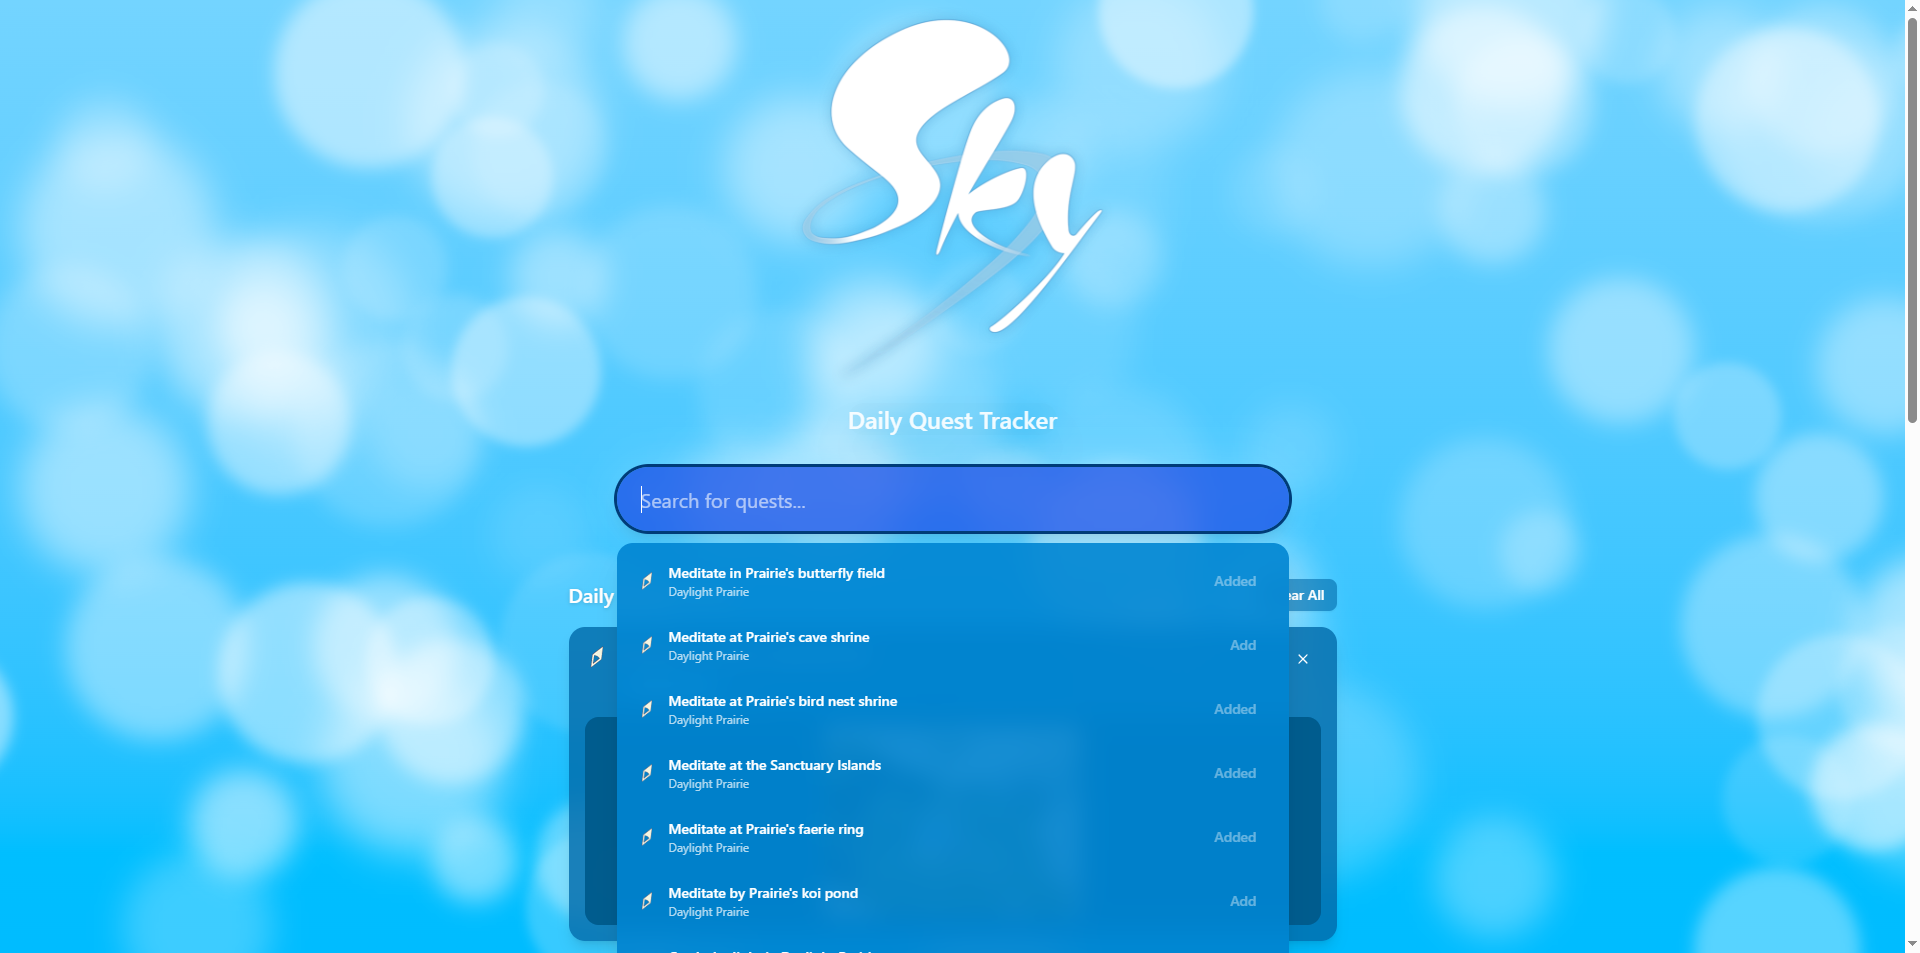 Sky
Daily Quest Tracker
Search for quests...
Daily
ear All
Meditate in Prairie's butterfly field
Daylight Prairie
Added
Meditate at Prairie's cave shrine
Daylight Prairie
Add
Meditate at Prairie's bird nest shrine
Daylight Prairie
Added
Meditate at the Sanctuary Islands
Daylight Prairie
Added
Meditate at Prairie's faerie ring
Daylight Prairie
Added
Meditate by Prairie's koi pond
Daylight Prairie
Add